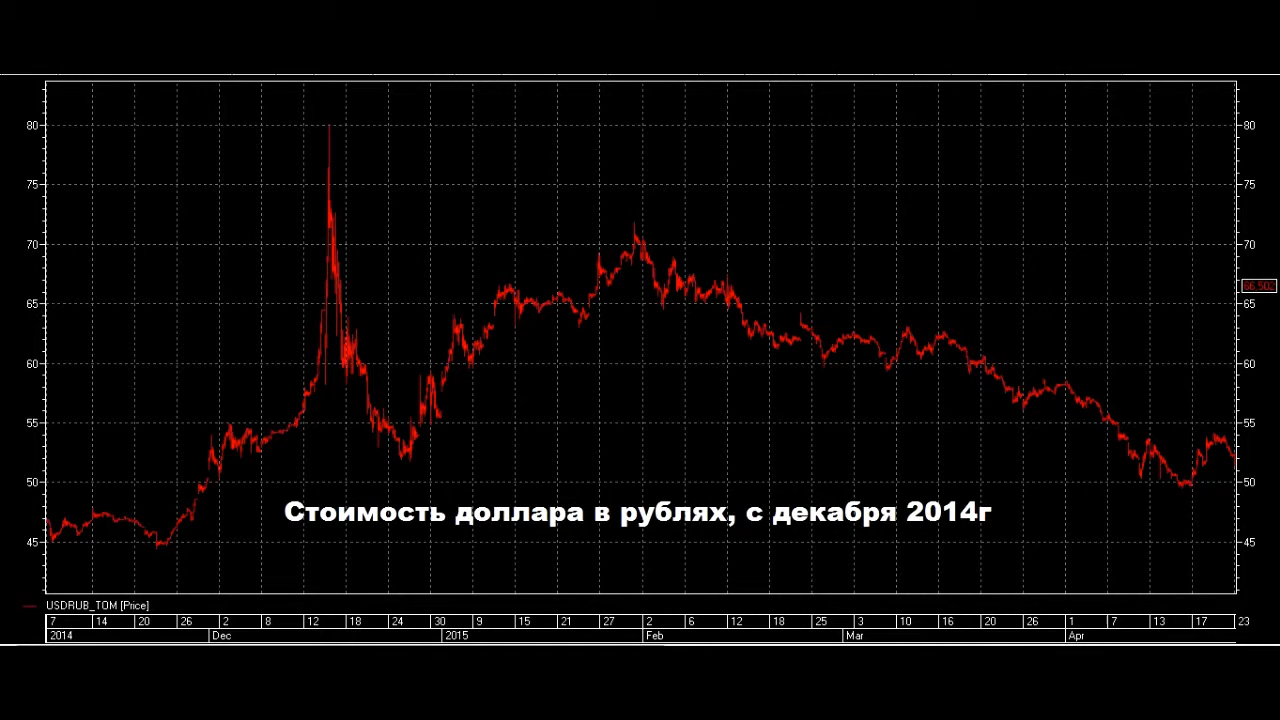 80 80
75 75
70 70
66.502
65 65
60 60
55 55
50 50
Стоимость доллара в рублях, с декабря 2014г
45 45
USDRUB_TOM [Price]
7 14 20 26 2 8 12 18 24 30 9 15 21 27 2 6 12 18 25 3 10 16 20 26 1 7 13 17 23
2014 Dec 2015 Feb Mar Apr